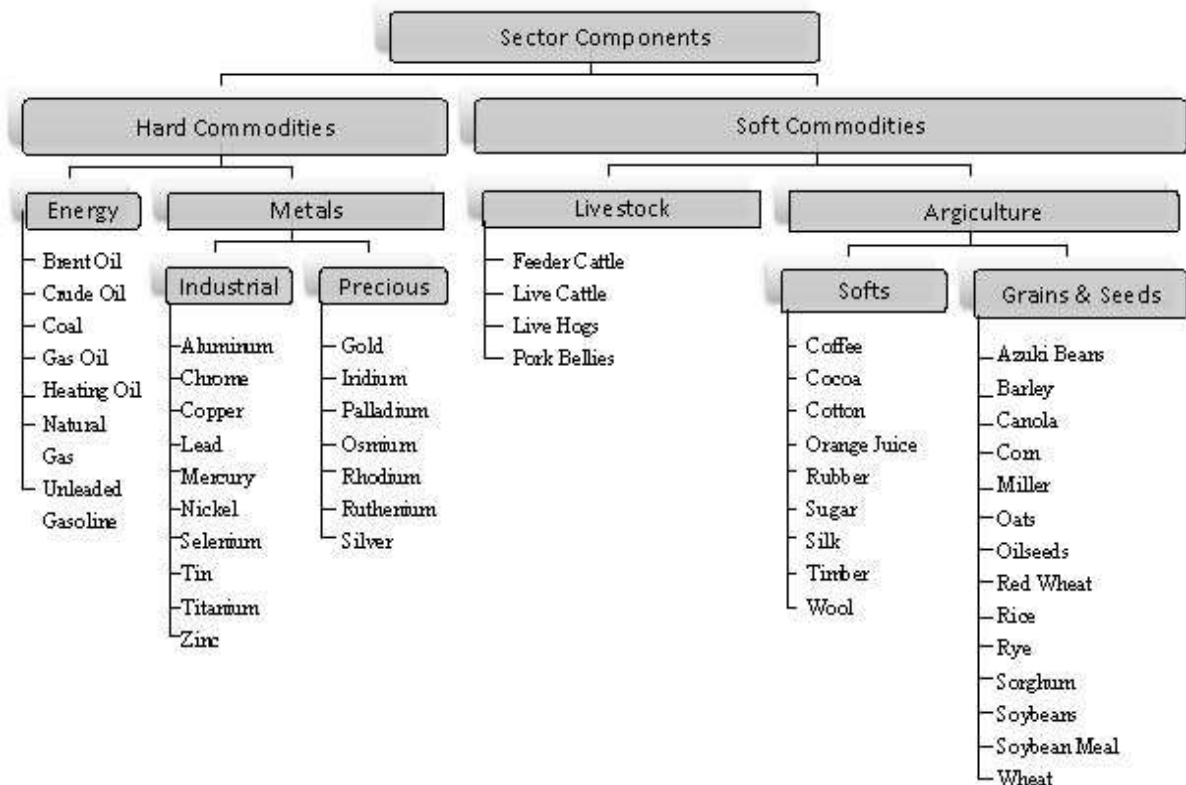 Sector Components
Hard Commodities
Soft Commodities
Energy
Metals
Livestock
Argiculture
Brent Oil
Crude Oil
Coal
Gas Oil
Heating Oil
Natural
Gas
Unleaded
Gasoline
Industrial
Aluminum
Chrome
Copper
Lead
Mercury
Nickel
Selenium
Tin
Titanium
Zinc
Precious
Gold
Iridium
Palladium
Osmium
Rhodium
Ruthenium
Silver
Feeder Cattle
Live Cattle
Live Hogs
Pork Bellies
Softs
Coffee
Cocoa
Cotton
Orange Juice
Rubber
Sugar
Silk
Timber
Wool
Grains & Seeds
Azuki Beans
Barley
Canola
Corn
Miller
Oats
Oilseeds
Red Wheat
Rice
Rye
Sorghum
Soybeans
Soybean Meal
Wheat